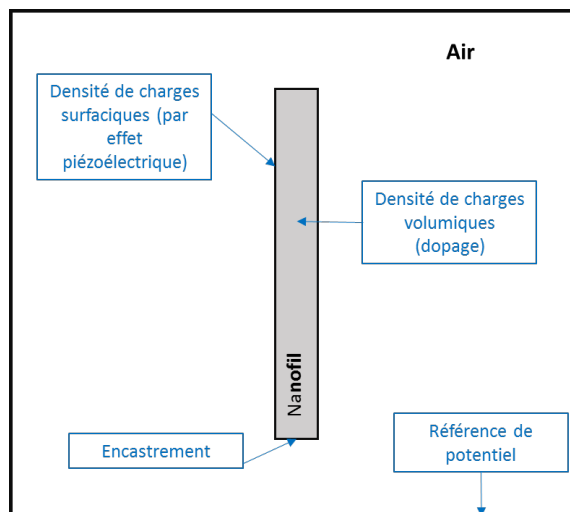 Air
Densité de charges
surfaciques (par
effet
piézoélectrique)
Densité de charges
volumiques
(dopage)
Nanofil
Encastrement
Référence de
potentiel